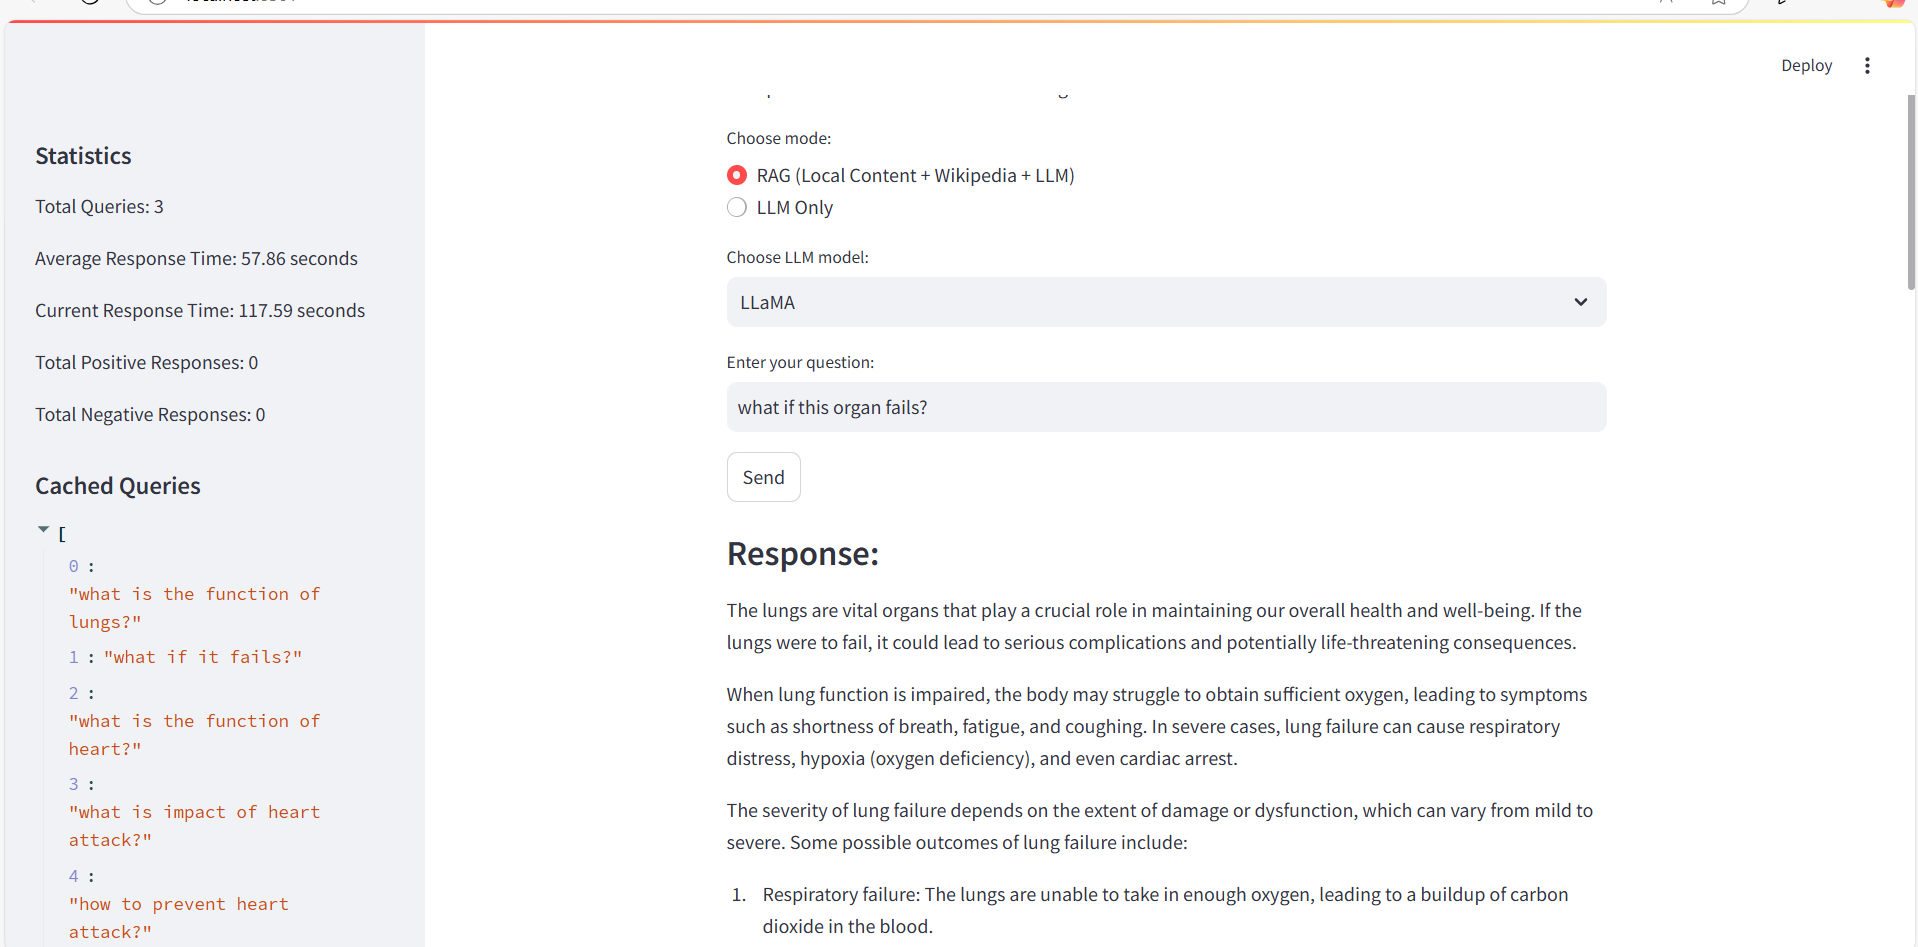 Deploy
Statistics
Total Queries: 3
Average Response Time: 57.86 seconds
Current Response Time: 117.59 seconds
Total Positive Responses: 0
Total Negative Responses: 0
Cached Queries
[
0 :
"what is the function of
lungs?"
1 : "what if it fails?"
2 :
"what is the function of
heart?"
3 :
"what is impact of heart
attack?"
4 :
"how to prevent heart
attack?"
Choose mode:
RAG (Local Content + Wikipedia + LLM)
LLM Only
Choose LLM model:
LLaMA
Enter your question:
what if this organ fails?
Send
Response:
The lungs are vital organs that play a crucial role in maintaining our overall health and well-being. If the
lungs were to fail, it could lead to serious complications and potentially life-threatening consequences.
When lung function is impaired, the body may struggle to obtain sufficient oxygen, leading to symptoms
such as shortness of breath, fatigue, and coughing. In severe cases, lung failure can cause respiratory
distress, hypoxia (oxygen deficiency), and even cardiac arrest.
The severity of lung failure depends on the extent of damage or dysfunction, which can vary from mild to
severe. Some possible outcomes of lung failure include:
1. Respiratory failure: The lungs are unable to take in enough oxygen, leading to a buildup of carbon
dioxide in the blood.